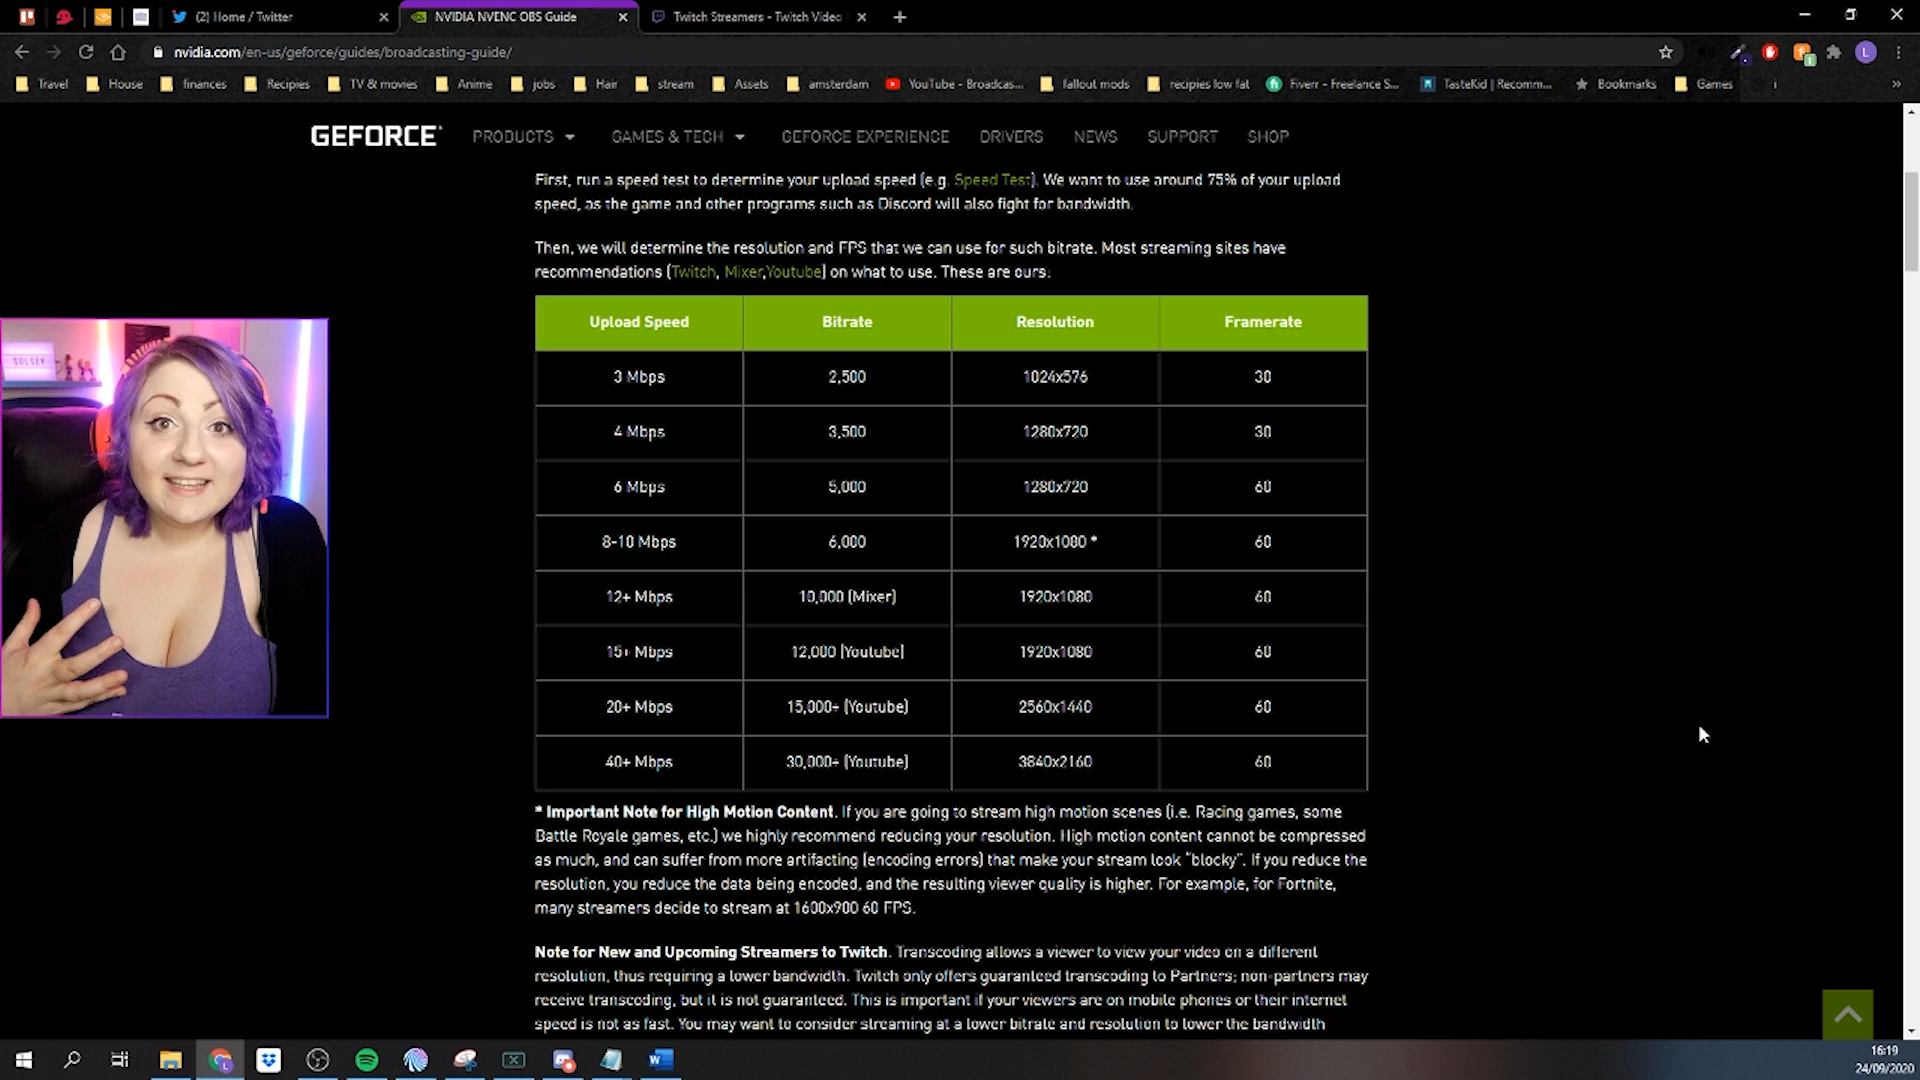 (2) Home / Twitter
NVIDIA NVENC OBS Guide
Twitch Streamers - Twitch Video
nvidia.com/en-us/geforce/guides/broadcasting-guide/
Travel House finances Recipies TV & movies Anime jobs Hair stream Assets amsterdam YouTube - Broadcas... fallout mods recipies low fat Fiverr - Freelance S... TasteKid | Recomm... Bookmarks Games
GEFORCE PRODUCTS GAMES & TECH GEFORCE EXPERIENCE DRIVERS NEWS SUPPORT SHOP
First, run a speed test to determine your upload speed (e.g. Speed Test). We want to use around 75% of your upload
speed, as the game and other programs such as Discord will also fight for bandwidth.
Then, we will determine the resolution and FPS that we can use for such bitrate. Most streaming sites have
recommendations (Twitch, Mixer,Youtube) on what to use. These are ours:
Upload Speed Bitrate Resolution Framerate
3 Mbps 2,500 1024x576 30
4 Mbps 3,500 1280x720 30
6 Mbps 5,000 1280x720 60
8-10 Mbps 6,000 1920x1080 * 60
12+ Mbps 10,000 (Mixer) 1920x1080 60
15+ Mbps 12,000 (Youtube) 1920x1080 60
20+ Mbps 15,000+ (Youtube) 2560x1440 60
40+ Mbps 30,000+ (Youtube) 3840x2160 60
* Important Note for High Motion Content. If you are going to stream high motion scenes (i.e. Racing games, some
Battle Royale games, etc.) we highly recommend reducing your resolution. High motion content cannot be compressed
as much, and can suffer from more artifacting (encoding errors) that make your stream look "blocky". If you reduce the
resolution, you reduce the data being encoded, and the resulting viewer quality is higher. For example, for Fortnite,
many streamers decide to stream at 1600x900 60 FPS.
Note for New and Upcoming Streamers to Twitch. Transcoding allows a viewer to view your video on a different
resolution, thus requiring a lower bandwidth. Twitch only offers guaranteed transcoding to Partners; non-partners may
receive transcoding, but it is not guaranteed. This is important if your viewers are on mobile phones or their internet
speed is not as fast. You may want to consider streaming at a lower bitrate and resolution to lower the bandwidth
SOLSEY
L
16:19
24/09/2020